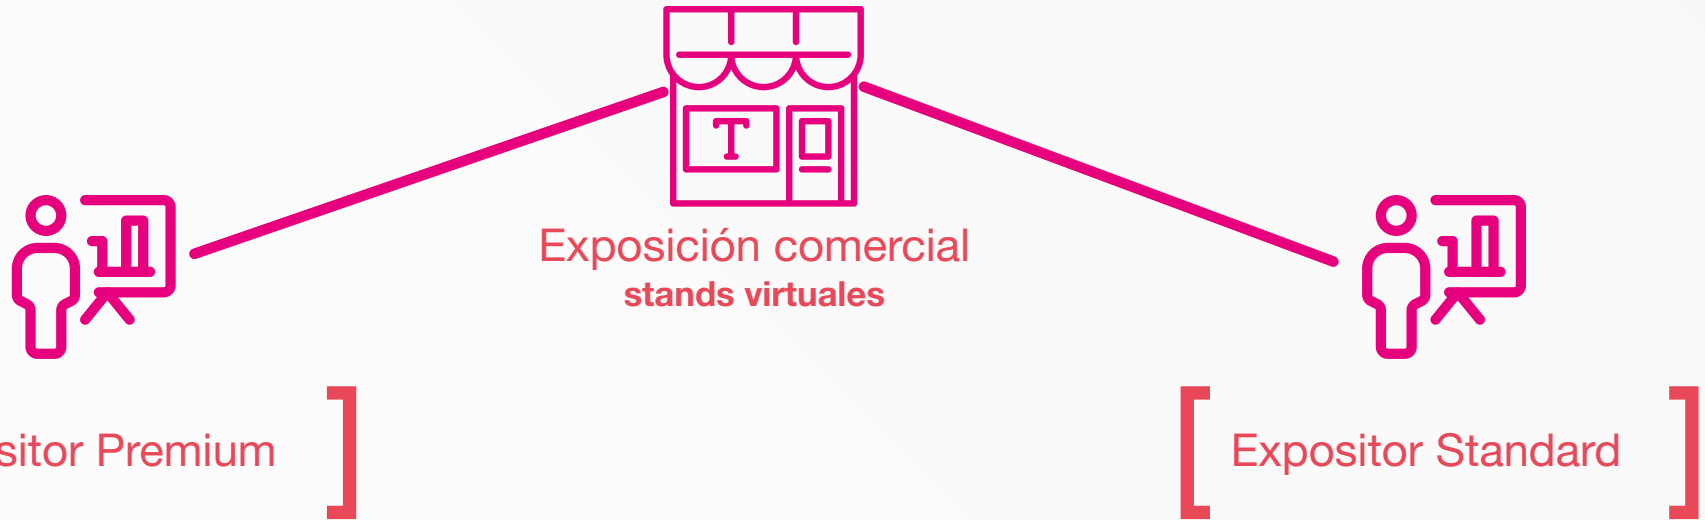 T
Exposición comercial
stands virtuales
sitor Premium
Expositor Standard